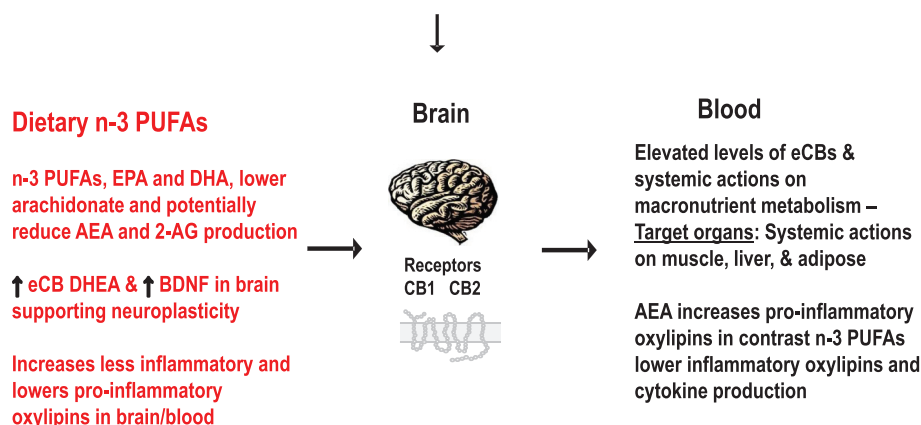 Dietary n-3 PUFAs
n-3 PUFAs, EPA and DHA, lower
arachidonate and potentially
reduce AEA and 2-AG production
↑ eCB DHEA & ↑ BDNF in brain
supporting neuroplasticity
Increases less inflammatory and
lowers pro-inflammatory
oxylipins in brain/blood
Brain
Receptors
CB1 CB2
Blood
Elevated levels of eCBs &
systemic actions on
macronutrient metabolism –
Target organs: Systemic actions
on muscle, liver, & adipose
AEA increases pro-inflammatory
oxylipins in contrast n-3 PUFAs
lower inflammatory oxylipins and
cytokine production